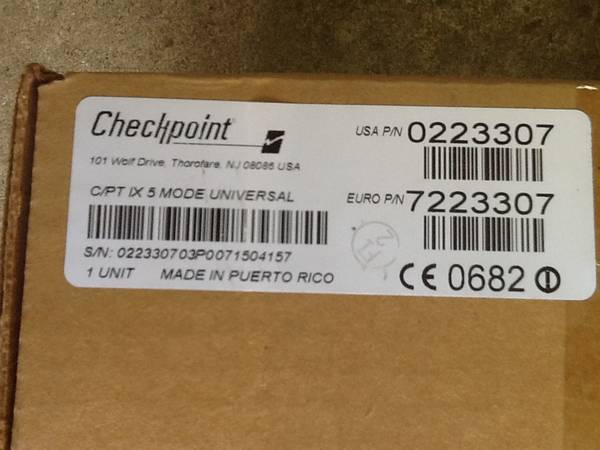 Checkpoint
101 Wolf Drive, Thorofare, NJ 08086 USA
C/PT IX 5 MODE UNIVERSAL
S/N: 022330703P0071504157
1 UNIT MADE IN PUERTO RICO
USA P/N 0223307
EURO P/N 7223307
CE 0682